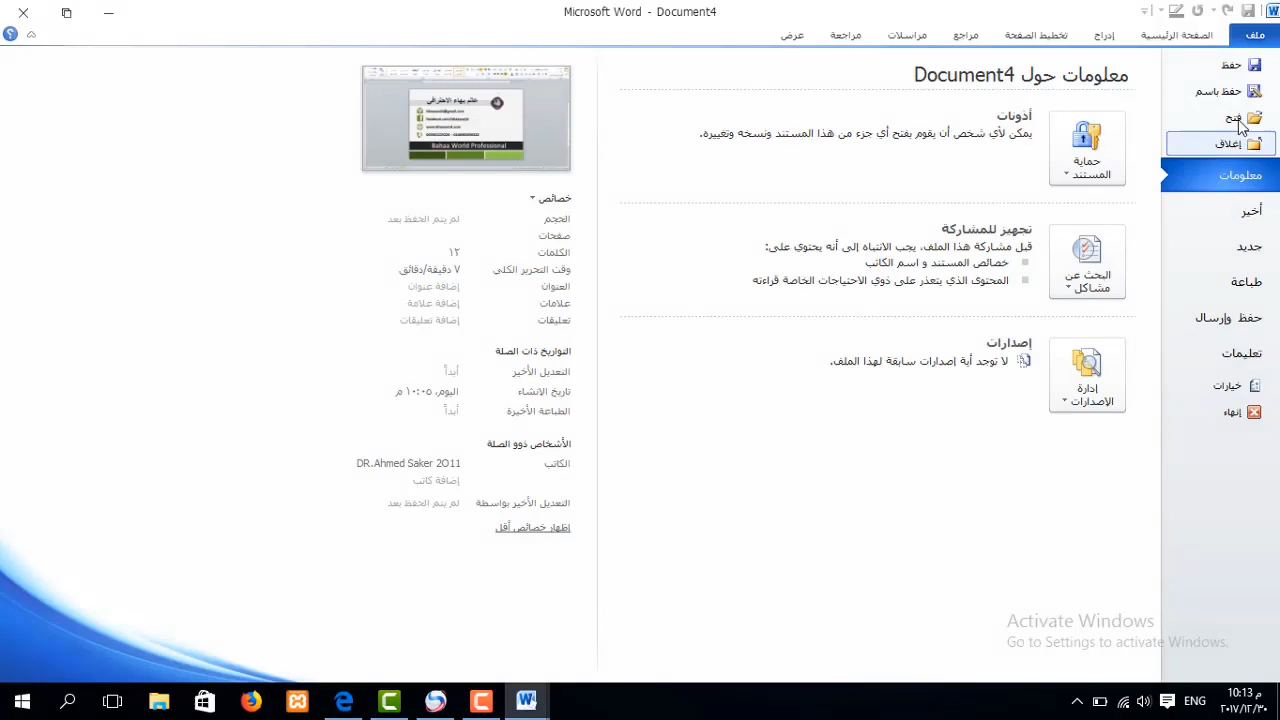 Microsoft Word - Document4
ملف
الصفحة الرئيسية
إدراج
تخطيط الصفحة
مراجع
مراسلات
مراجعة
عرض
حفظ
حفظ باسم
فتح
إغلاق
معلومات
أخير
جديد
طباعة
حفظ وإرسال
تعليمات
خيارات
إنهاء
معلومات حول Document4
أذونات
يمكن لأي شخص أن يقوم بفتح أي جزء من هذا المستند ونسخه وتغييره.
حماية
المستند
تجهيز للمشاركة
قبل مشاركة هذا الملف، يجب الانتباه إلى أنه يحتوي على:
خصائص المستند و اسم الكاتب
المحتوى الذي يتعذر على ذوي الاحتياجات الخاصة قراءته
البحث عن
مشاكل
إصدارات
لا توجد أية إصدارات سابقة لهذا الملف.
إدارة
الإصدارات
عالم بهاء الاحترافي
Bahaa World Professional
خصائص
الحجم لم يتم الحفظ بعد
صفحات
الكلمات ١٢
وقت التحرير الكلي ٧ دقيقة/دقائق
العنوان إضافة عنوان
علامات إضافة علامة
تعليقات إضافة تعليقات
التواريخ ذات الصلة
التعديل الأخير أبداً
تاريخ الانشاء اليوم، ١٠:٠٥ م
الطباعة الأخيرة أبداً
الأشخاص ذوو الصلة
الكاتب DR.Ahmed Saker 2011
إضافة كاتب
التعديل الأخير بواسطة لم يتم الحفظ بعد
إظهار خصائص أقل
Activate Windows
Go to Settings to activate Windows.
ENG
10:13 م
٢٠١٧/١٢/٣٠